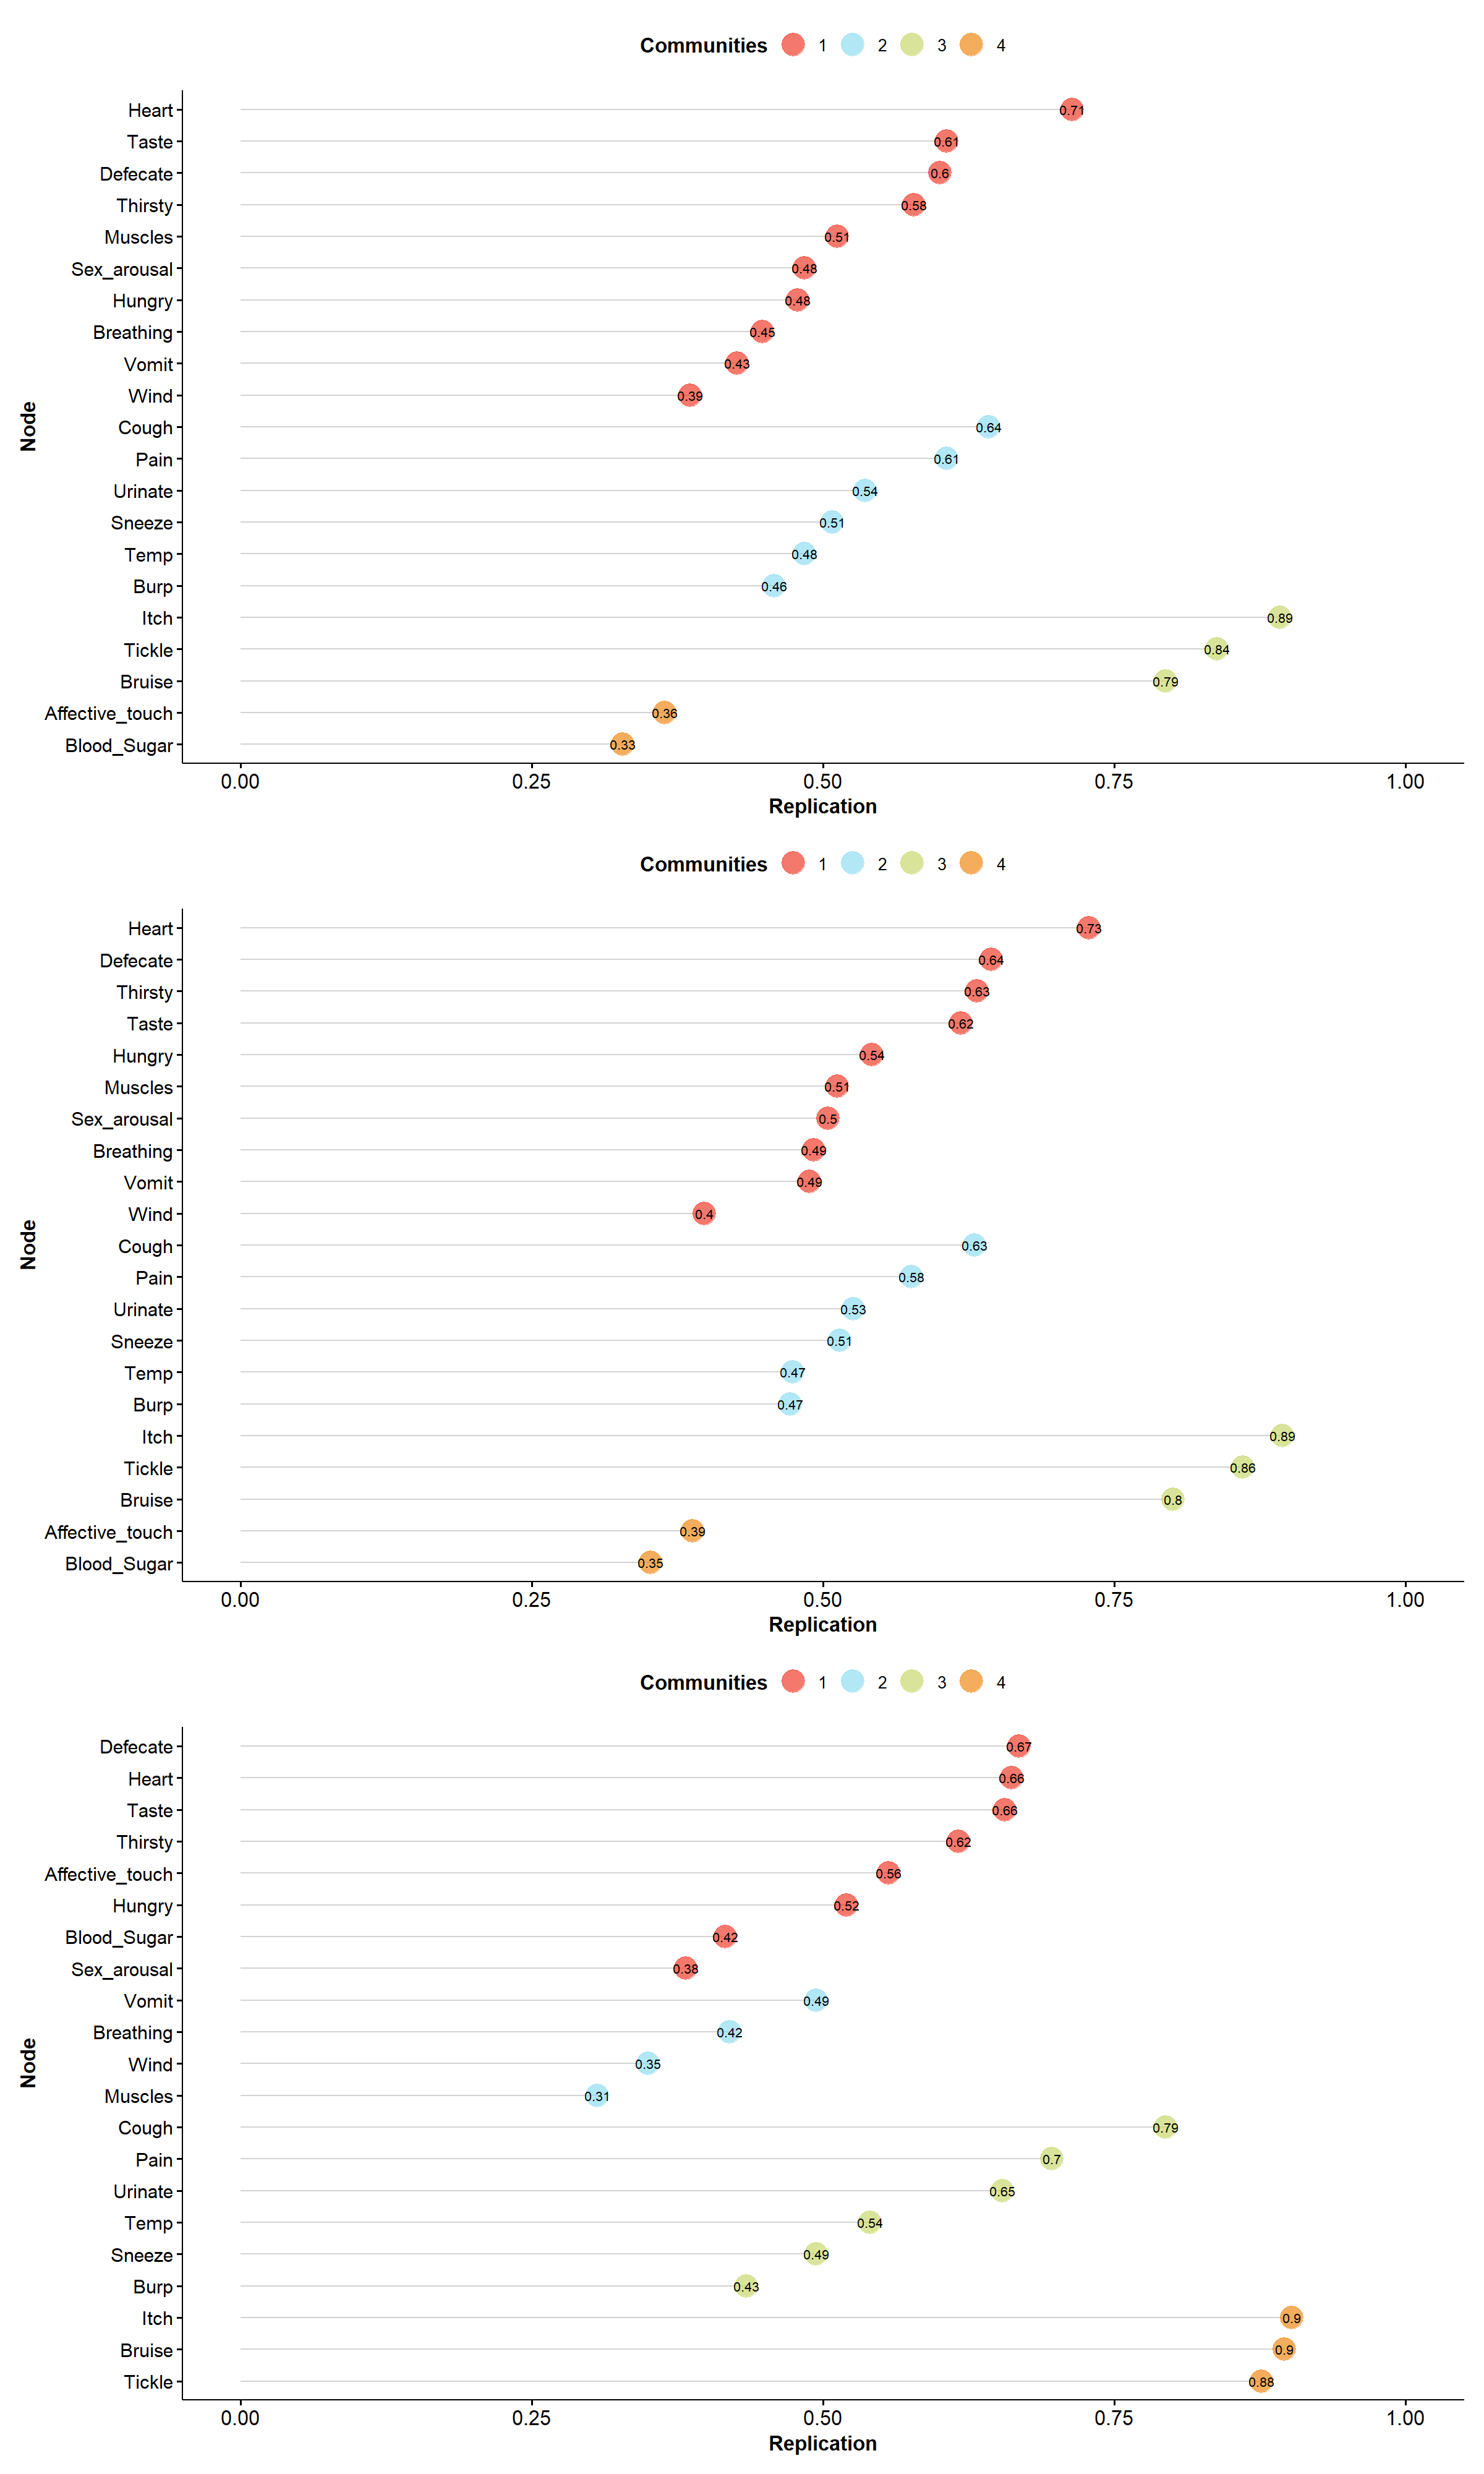 Communities 1 2 3 4
Heart 0.71
Taste 0.61
Defecate 0.6
Thirsty 0.58
Muscles 0.51
Sex_arousal 0.48
Hungry 0.48
Breathing 0.45
Vomit 0.43
Wind 0.39
Cough 0.64
Pain 0.61
Urinate 0.54
Sneeze 0.51
Temp 0.48
Burp 0.46
Itch 0.89
Tickle 0.84
Bruise 0.79
Affective_touch 0.36
Blood_Sugar 0.33
Node
0.00 0.25 0.50 0.75 1.00
Replication
Communities 1 2 3 4
Heart 0.73
Defecate 0.64
Thirsty 0.63
Taste 0.62
Hungry 0.54
Muscles 0.51
Sex_arousal 0.5
Breathing 0.49
Vomit 0.49
Wind 0.4
Cough 0.63
Pain 0.58
Urinate 0.53
Sneeze 0.51
Temp 0.47
Burp 0.47
Itch 0.89
Tickle 0.86
Bruise 0.8
Affective_touch 0.39
Blood_Sugar 0.35
Node
0.00 0.25 0.50 0.75 1.00
Replication
Communities 1 2 3 4
Defecate 0.67
Heart 0.66
Taste 0.66
Thirsty 0.62
Affective_touch 0.56
Hungry 0.52
Blood_Sugar 0.42
Sex_arousal 0.38
Vomit 0.49
Breathing 0.42
Wind 0.35
Muscles 0.31
Cough 0.79
Pain 0.7
Urinate 0.65
Temp 0.54
Sneeze 0.49
Burp 0.43
Itch 0.9
Bruise 0.9
Tickle 0.88
Node
0.00 0.25 0.50 0.75 1.00
Replication